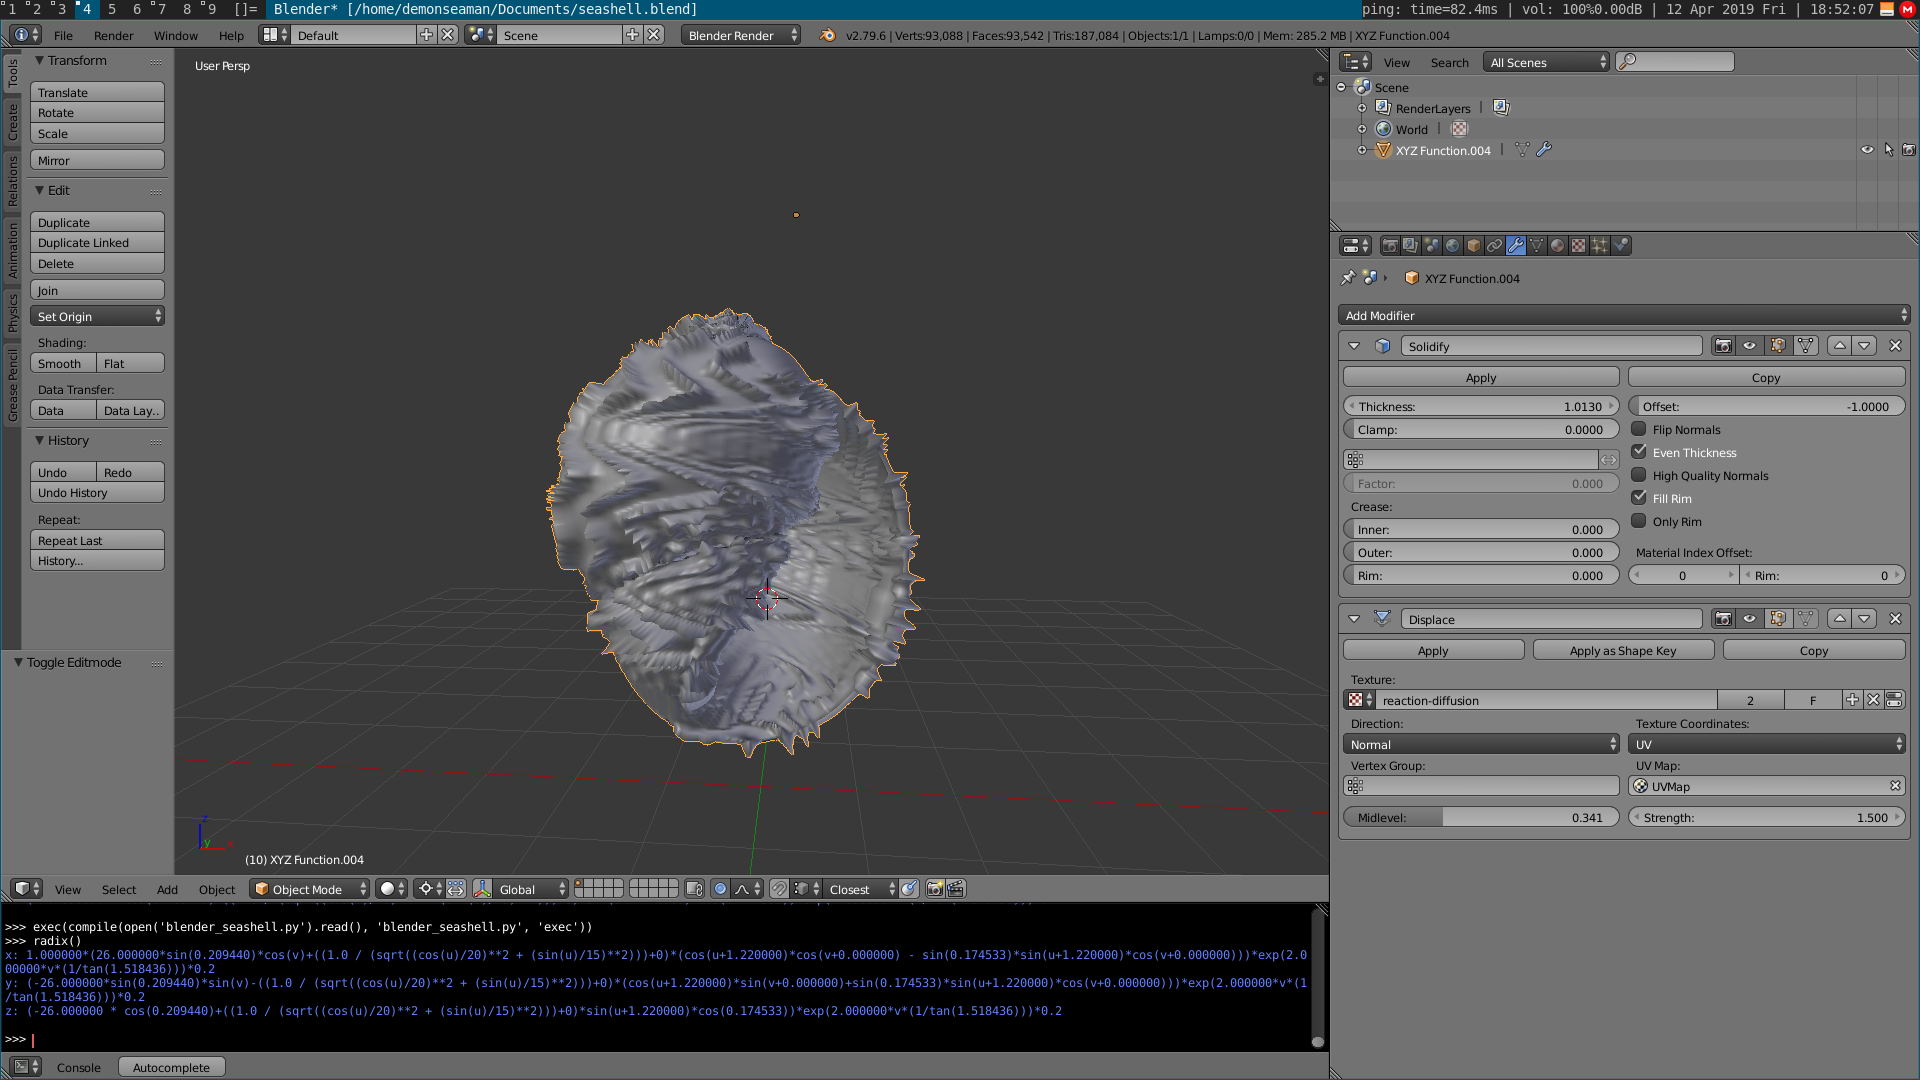 1 2 3 4 5 6 7 8 9 []= Blender* [/home/demonseaman/Documents/seashell.blend] ping: time=82.4ms | vol: 100%0.00dB | 12 Apr 2019 Fri | 18:52:07
File Render Window Help Default Scene Blender Render v2.79.6 | Verts:93,088 | Faces:93,542 | Tris:187,084 | Objects:1/1 | Lamps:0/0 | Mem: 285.2 MB | XYZ Function.004
Tools
Create
Relations
Animation
Physics
Grease Pencil
Transform
Translate
Rotate
Scale
Mirror
Edit
Duplicate
Duplicate Linked
Delete
Join
Set Origin
Shading:
Smooth Flat
Data Transfer:
Data Data Lay..
History
Undo Redo
Undo History
Repeat:
Repeat Last
History...
Toggle Editmode
User Persp
z
y x
(10) XYZ Function.004
View Select Add Object Object Mode Global Closest
>>> exec(compile(open('blender_seashell.py').read(), 'blender_seashell.py', 'exec'))
>>> radix()
x: 1.000000*(26.000000*sin(0.209440)*cos(v)+((1.0 / (sqrt((cos(u)/20)**2 + (sin(u)/15)**2)))+0)*(cos(u+1.220000)*cos(v+0.000000) - sin(0.174533)*sin(u+1.220000)*cos(v+0.000000)))*exp(2.0
00000*v*(1/tan(1.518436)))*0.2
y: (-26.000000*sin(0.209440)*sin(v)-((1.0 / (sqrt((cos(u)/20)**2 + (sin(u)/15)**2)))+0)*(cos(u+1.220000)*sin(v+0.000000)+sin(0.174533)*sin(u+1.220000)*cos(v+0.000000)))*exp(2.000000*v*(1
/tan(1.518436)))*0.2
z: (-26.000000 * cos(0.209440)+((1.0 / (sqrt((cos(u)/20)**2 + (sin(u)/15)**2)))+0)*sin(u+1.220000)*cos(0.174533))*exp(2.000000*v*(1/tan(1.518436)))*0.2
>>>
Console Autocomplete
View Search All Scenes
Scene
RenderLayers
World
XYZ Function.004
XYZ Function.004
Add Modifier
Solidify
Apply Copy
Thickness: 1.0130 Offset: -1.0000
Clamp: 0.0000 Flip Normals
Even Thickness
Factor: 0.000 High Quality Normals
Crease: Fill Rim
Inner: 0.000 Only Rim
Outer: 0.000 Material Index Offset:
Rim: 0.000 0 Rim: 0
Displace
Apply Apply as Shape Key Copy
Texture:
reaction-diffusion 2 F
Direction: Texture Coordinates:
Normal UV
Vertex Group: UV Map:
UVMap
Midlevel: 0.341 Strength: 1.500